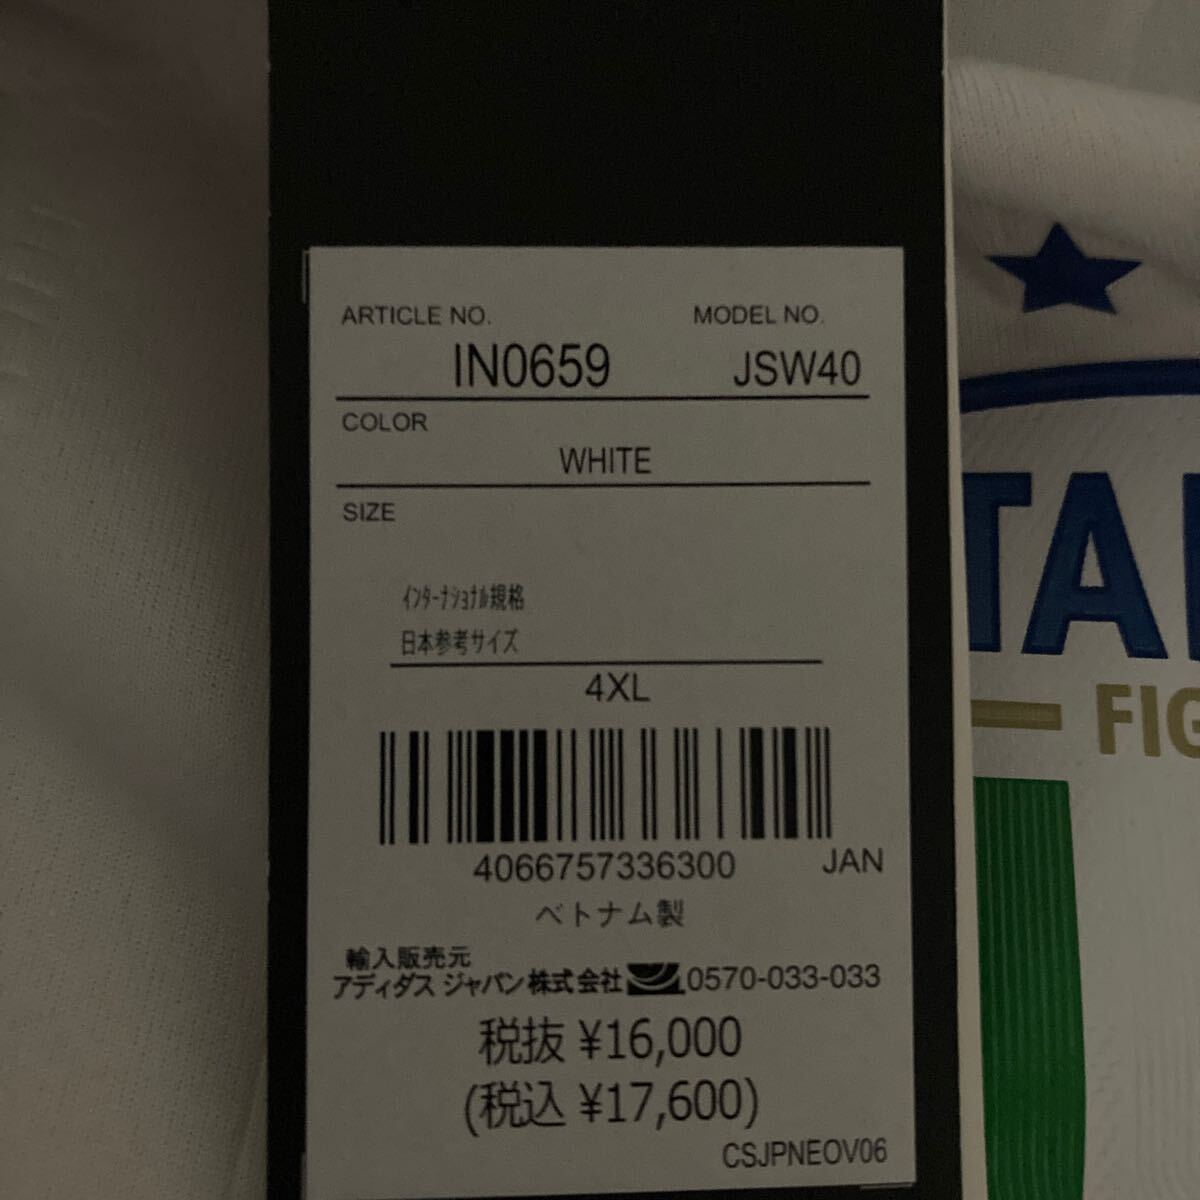 ARTICLE NO. MODEL NO.
IN0659 JSW40
COLOR
WHITE
SIZE
インターナショナル規格
日本参考サイズ
4XL
4066757336300 JAN
ベトナム製
輸入販売元
アディダス ジャパン株式会社 0570-033-033
税抜 ¥16,000
(税込 ¥17,600)
CSJPNEOV06
TAL
FIG